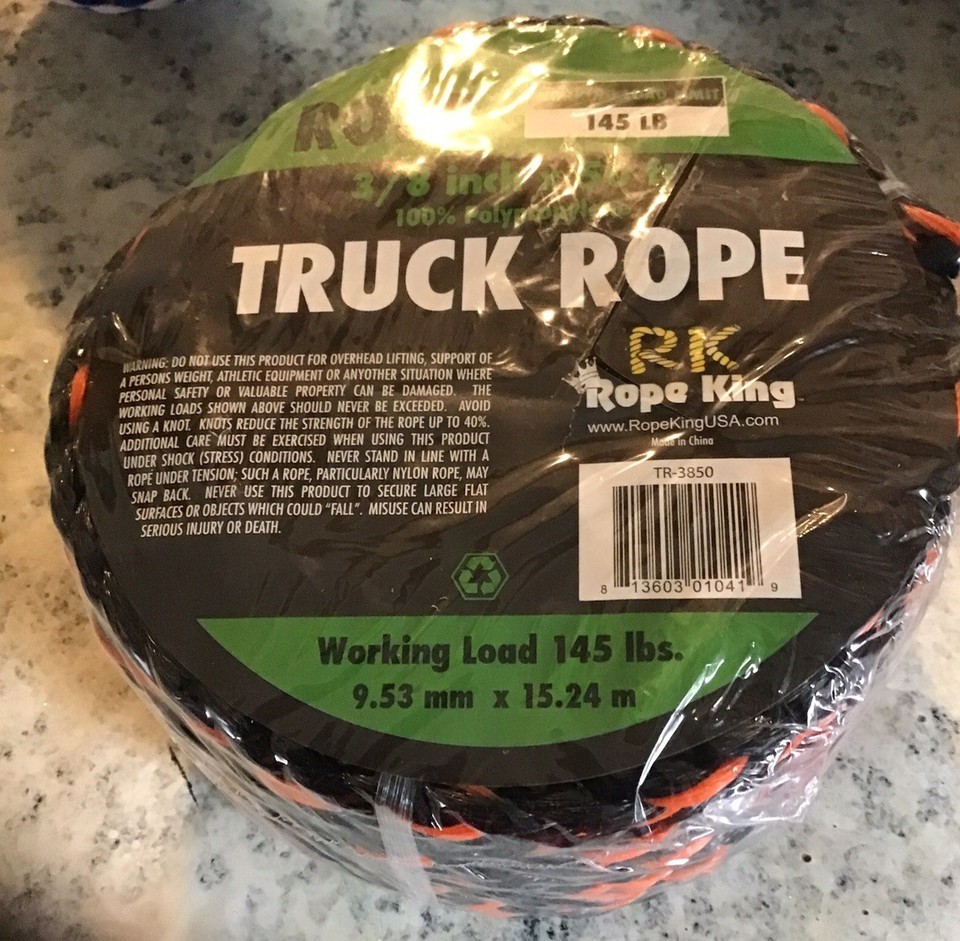 145 LB
3/8 inch x 50 ft
100% Polypropylene
TRUCK ROPE
WARNING: DO NOT USE THIS PRODUCT FOR OVERHEAD LIFTING, SUPPORT OF
A PERSONS WEIGHT, ATHLETIC EQUIPMENT OR ANYOTHER SITUATION WHERE
PERSONAL SAFETY OR VALUABLE PROPERTY CAN BE DAMAGED. THE
WORKING LOADS SHOWN ABOVE SHOULD NEVER BE EXCEEDED. AVOID
USING A KNOT. KNOTS REDUCE THE STRENGTH OF THE ROPE UP TO 40%.
ADDITIONAL CARE MUST BE EXERCISED WHEN USING THIS PRODUCT
UNDER SHOCK (STRESS) CONDITIONS. NEVER STAND IN LINE WITH A
ROPE UNDER TENSION; SUCH A ROPE, PARTICULARLY NYLON ROPE, MAY
SNAP BACK. NEVER USE THIS PRODUCT TO SECURE LARGE FLAT
SURFACES OR OBJECTS WHICH COULD "FALL". MISUSE CAN RESULT IN
SERIOUS INJURY OR DEATH.
RK
Rope King
www.RopeKingUSA.com
Made in China
TR-3850
8 13603 01041 9
Working Load 145 lbs.
9.53 mm x 15.24 m